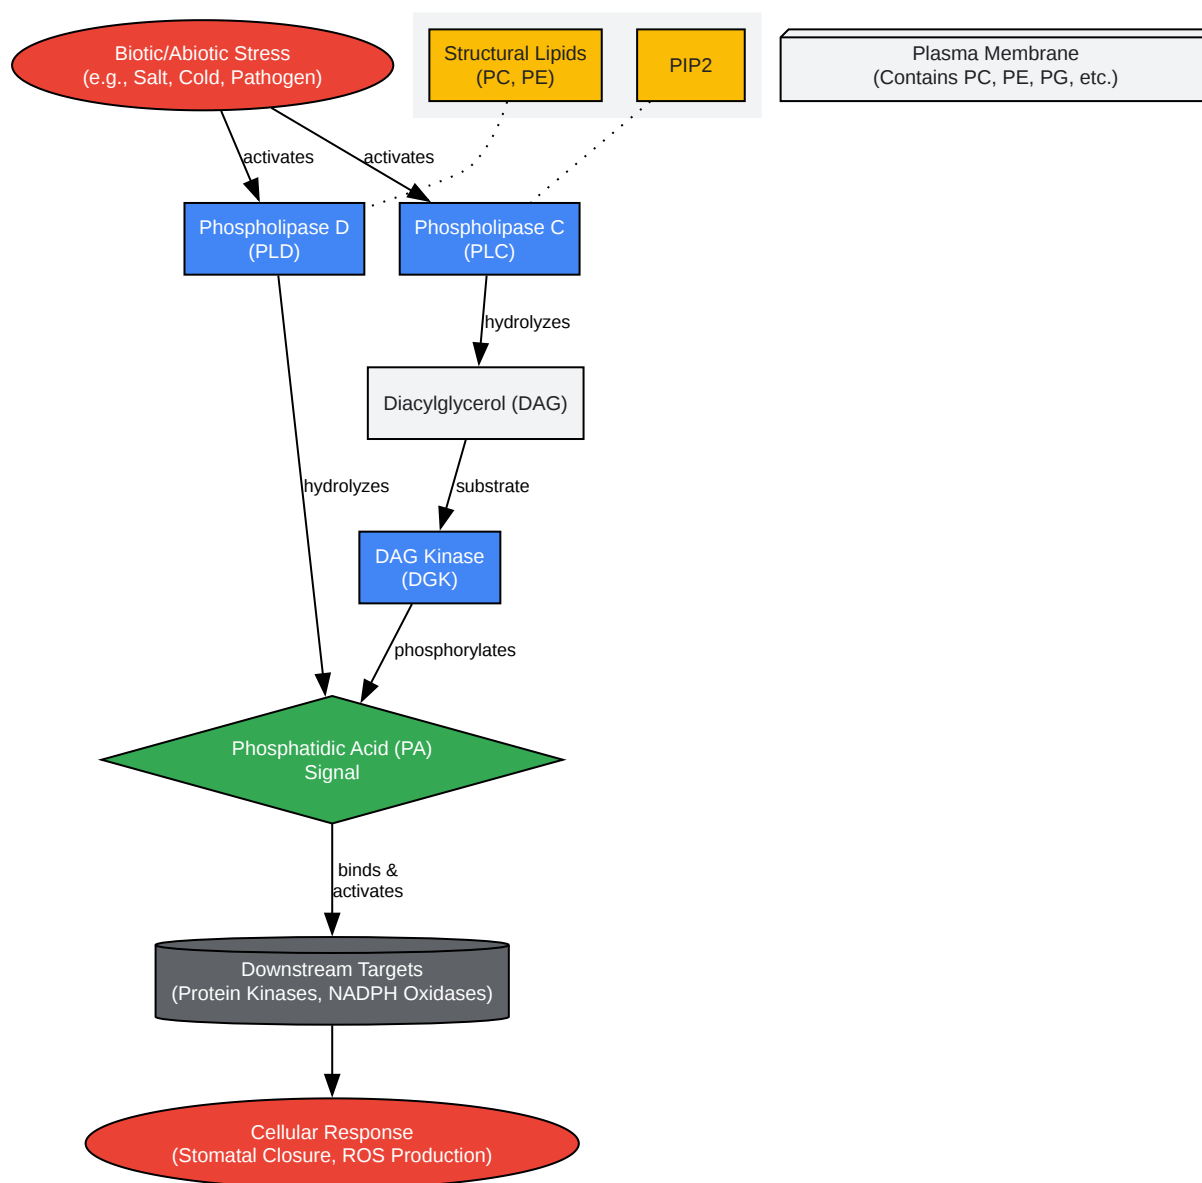 Biotic/Abiotic Stress
(e.g., Salt, Cold, Pathogen)
Structural Lipids
(PC, PE)
PIP2
Plasma Membrane
(Contains PC, PE, PG, etc.)
activates
activates
Phospholipase D
(PLD)
Phospholipase C
(PLC)
hydrolyzes
Diacylglycerol (DAG)
hydrolyzes
substrate
DAG Kinase
(DGK)
phosphorylates
Phosphatidic Acid (PA)
Signal
binds &
activates
Downstream Targets
(Protein Kinases, NADPH Oxidases)
Cellular Response
(Stomatal Closure, ROS Production)